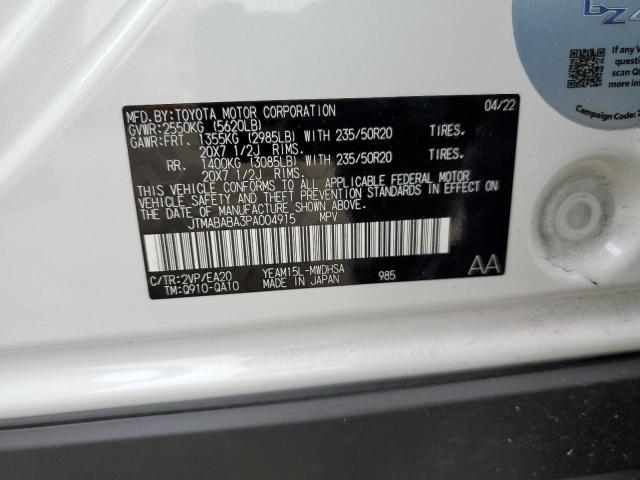 MFD.BY:TOYOTA MOTOR CORPORATION 04/22
GVWR:2550KG (5620LB)
GAWR:FRT. 1355KG (2985LB) WITH 235/50R20 TIRES.
20X7 1/2J RIMS.
RR. 1400KG (3085LB) WITH 235/50R20 TIRES.
20X7 1/2J RIMS.
THIS VEHICLE CONFORMS TO ALL APPLICABLE FEDERAL MOTOR
VEHICLE SAFETY AND THEFT PREVENTION STANDARDS IN EFFECT
ON THE DATE OF MANUFACTURE SHOWN ABOVE.
JTMABABA3PA004915 MPV
C/TR:2VP/EA20 YEAM15L-MWDHSA 985
TM:Q910-QA10 MADE IN JAPAN
AA
bZ4
If any V
question
scan Q
more in
Campaign Code: 2